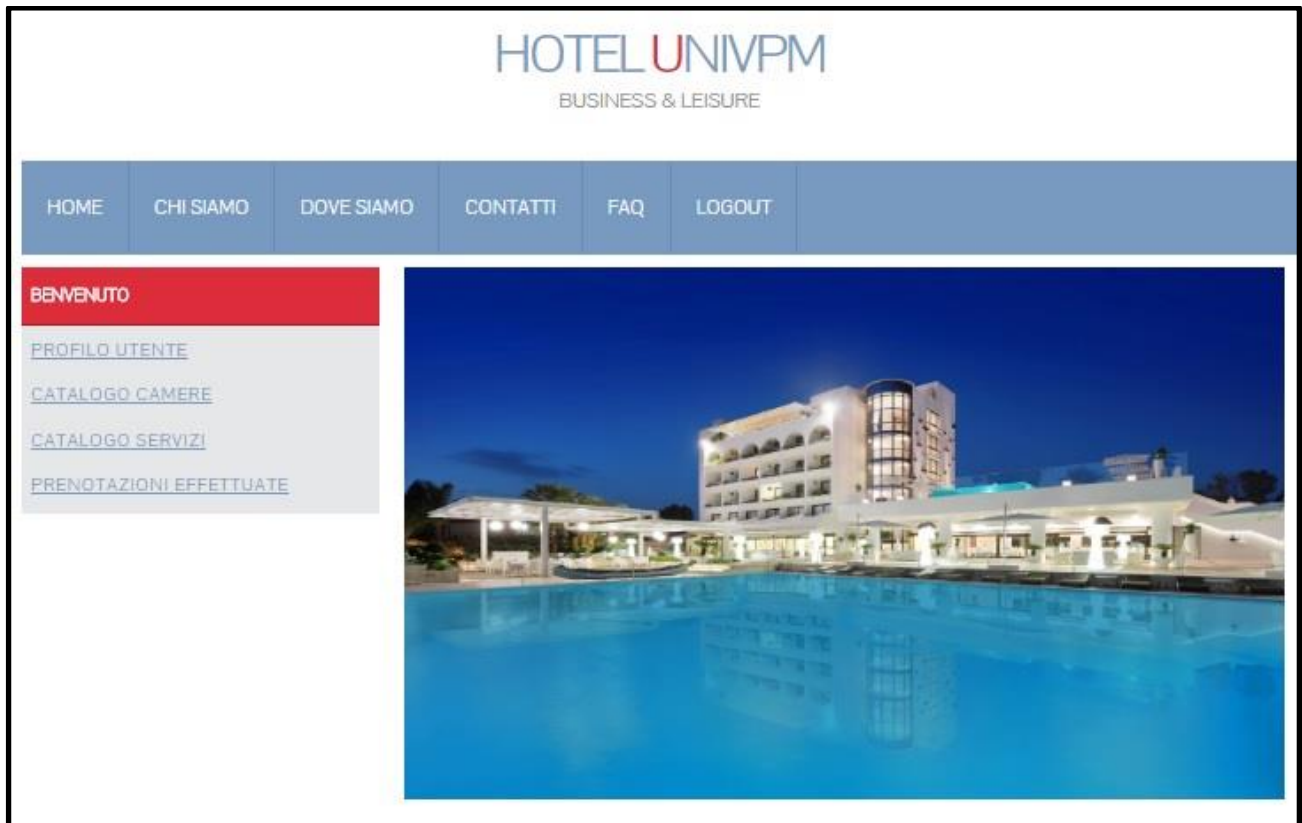 HOTEL UNIVPM
BUSINESS & LEISURE
HOME CHI SIAMO DOVE SIAMO CONTATTI FAQ LOGOUT
BENVENUTO
PROFILO UTENTE
CATALOGO CAMERE
CATALOGO SERVIZI
PRENOTAZIONI EFFETTUATE